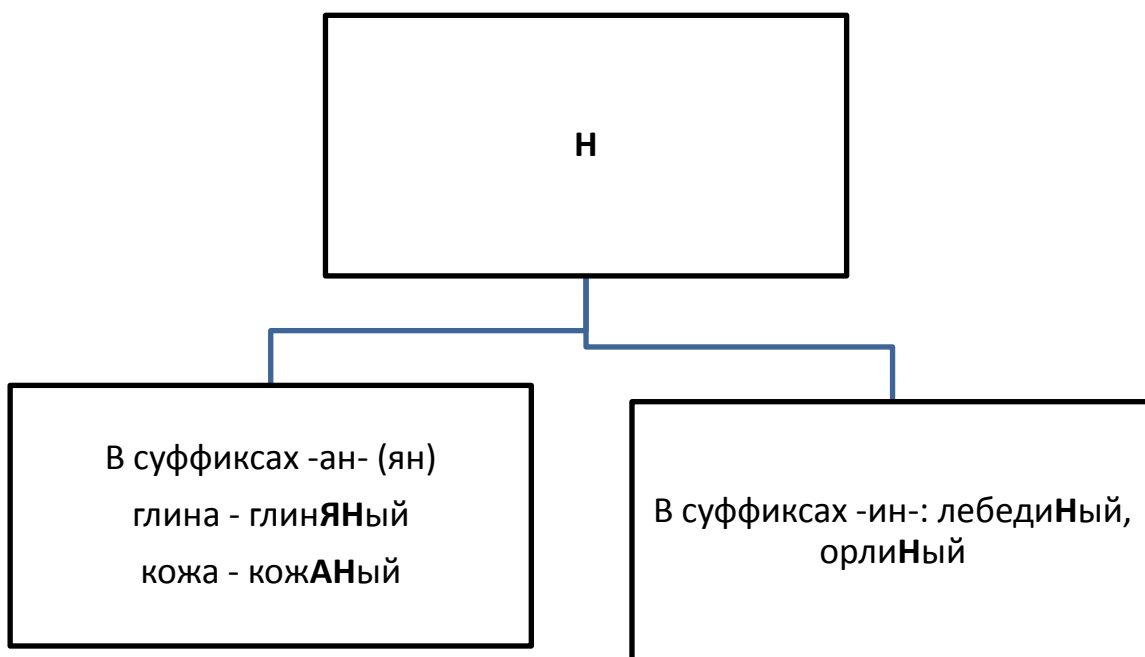 Н
В суффиксах -ан- (ян)
глина - глинЯНый
кожа - кожАНый
В суффиксах -ин-: лебедиНый,
орлиНый